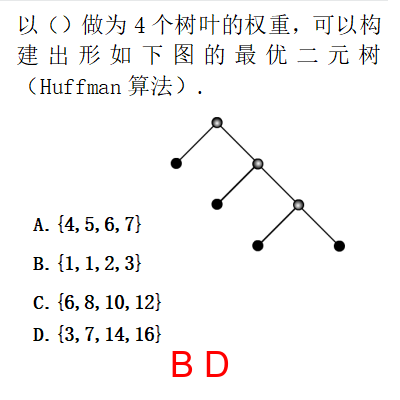 以（）做为 4 个树叶的权重，可以构
建出形如下图的最优二元树
（Huffman 算法）.
A. {4,5,6,7}
B. {1,1,2,3}
C. {6,8,10,12}
D. {3,7,14,16}
B D